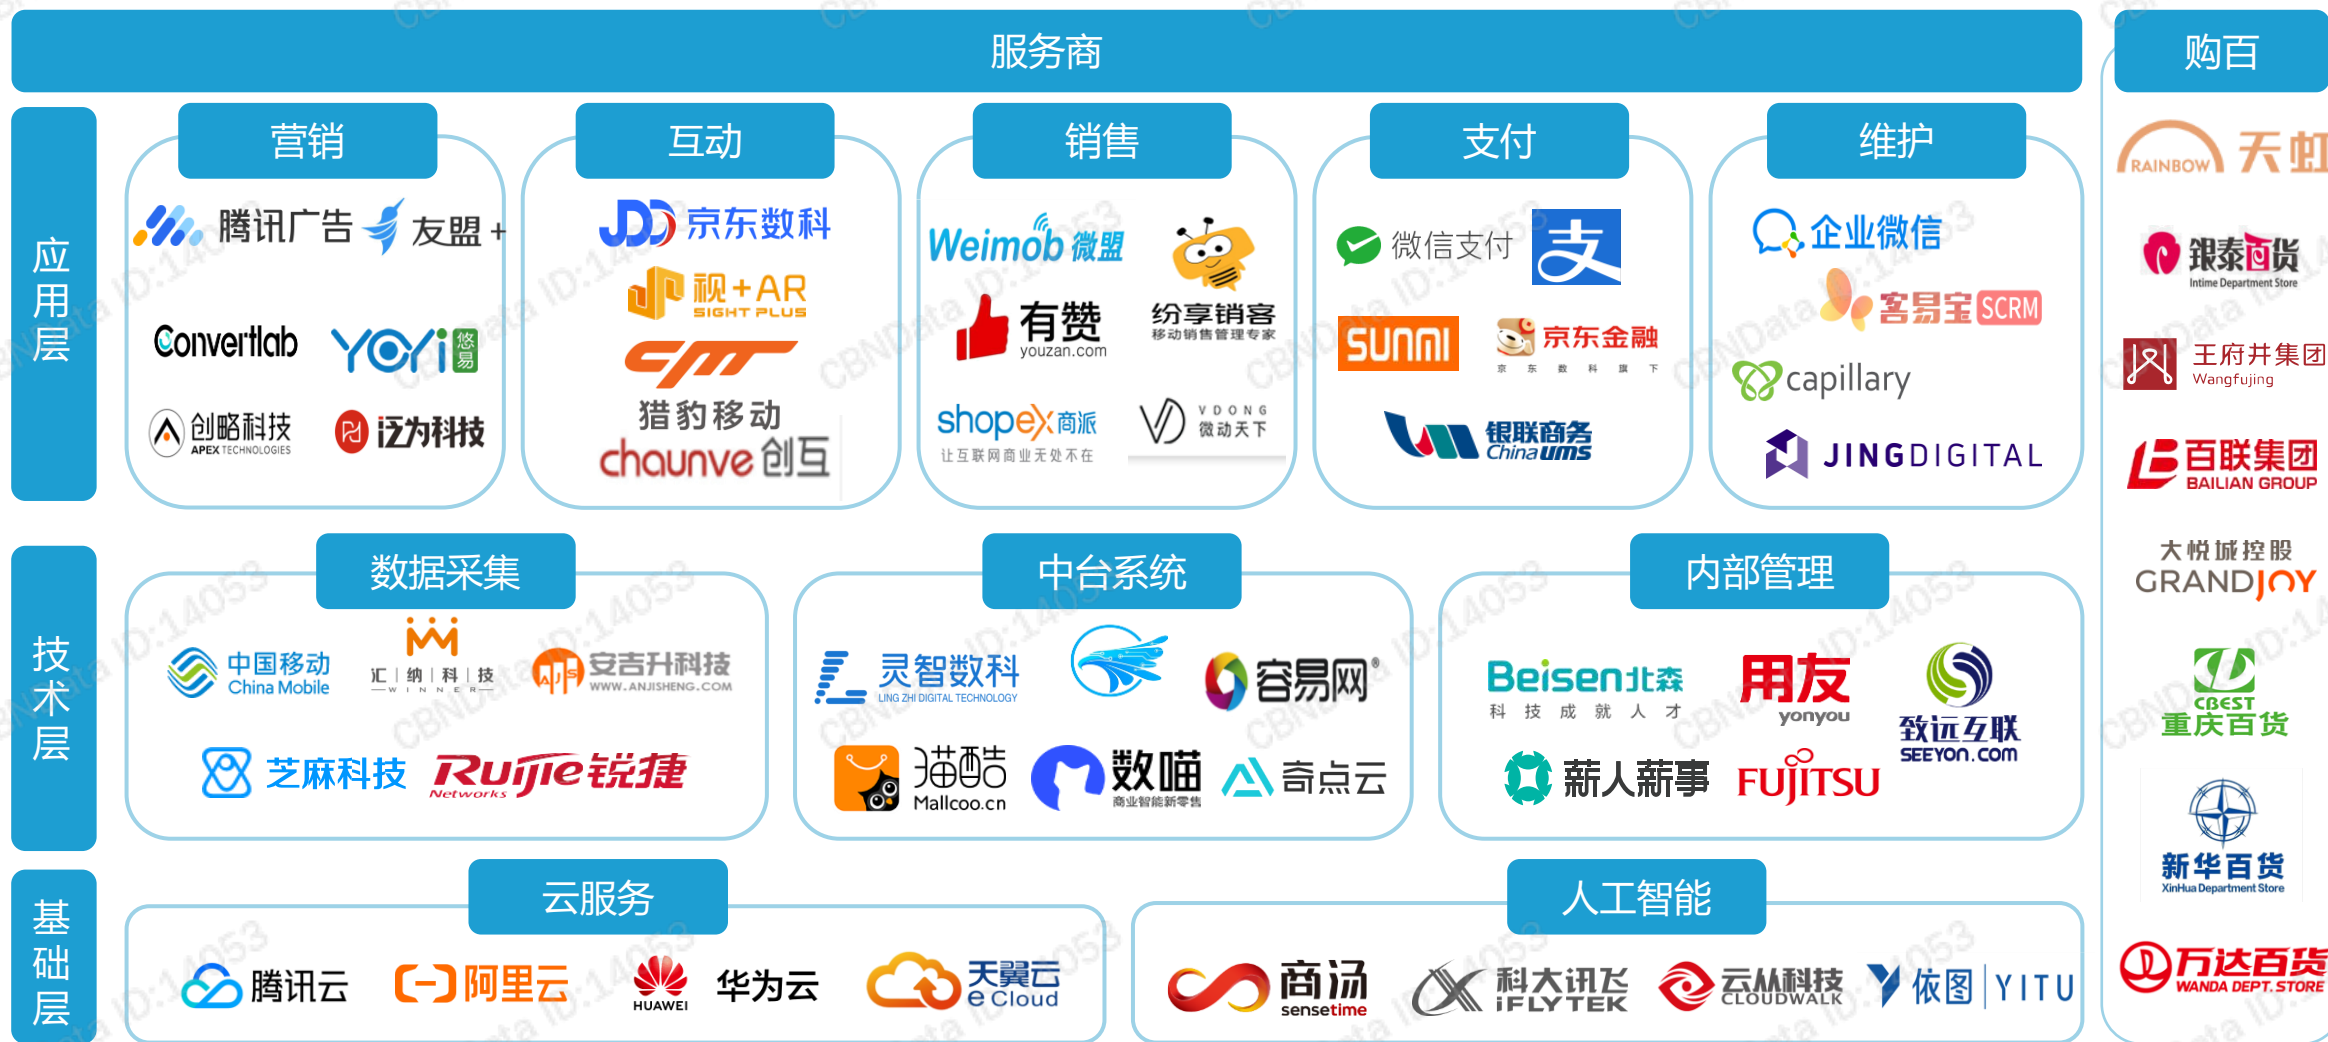 服务商
购百
应用层
营销
腾讯广告
友盟+
Convertlab
YOYi 悠易
创略科技
APEX TECHNOLOGIES
泛为科技
互动
JDD 京东数科
视+AR
SIGHT PLUS
cmt
猎豹移动
chaunve 创互
销售
Weimob 微盟
纷享销客
移动销售管理专家
有赞
youzan.com
shopex 商派
让互联网商业无处不在
VD VDONG
微动天下
支付
微信支付
支
sunmi
京东金融
京东数科旗下
银联商务
China ums
维护
企业微信
客易宝 SCRM
capillary
JINGDIGITAL
技术层
数据采集
中国移动
China Mobile
汇|纳|科|技
WINNER
AJS 安吉升科技
WWW.ANJISHENG.COM
芝麻科技
Ruijie 锐捷
Networks
中台系统
灵智数科
LING ZHI DIGITAL TECHNOLOGY
容易网®
猫酷
Mallcoo.cn
数喵
商业智能新零售
奇点云
内部管理
Beisen 北森
科技成就人才
用友
yonyou
致远互联
SEEYON.COM
薪人薪事
FUJITSU
基础层
云服务
腾讯云
阿里云
HUAWEI
华为云
天翼云
e Cloud
人工智能
商汤
sensetime
科大讯飞
iFLYTEK
云从科技
CLOUDWALK
依图 | YITU
RAINBOW 天虹
银泰百货
Intime Department Store
王府井集团
Wangfujing
百联集团
BAILIAN GROUP
大悦城控股
GRANDJOY
CBEST
重庆百货
新华百货
XinHua Department Store
万达百货
WANDA DEPT. STORE
CBNData ID:14053